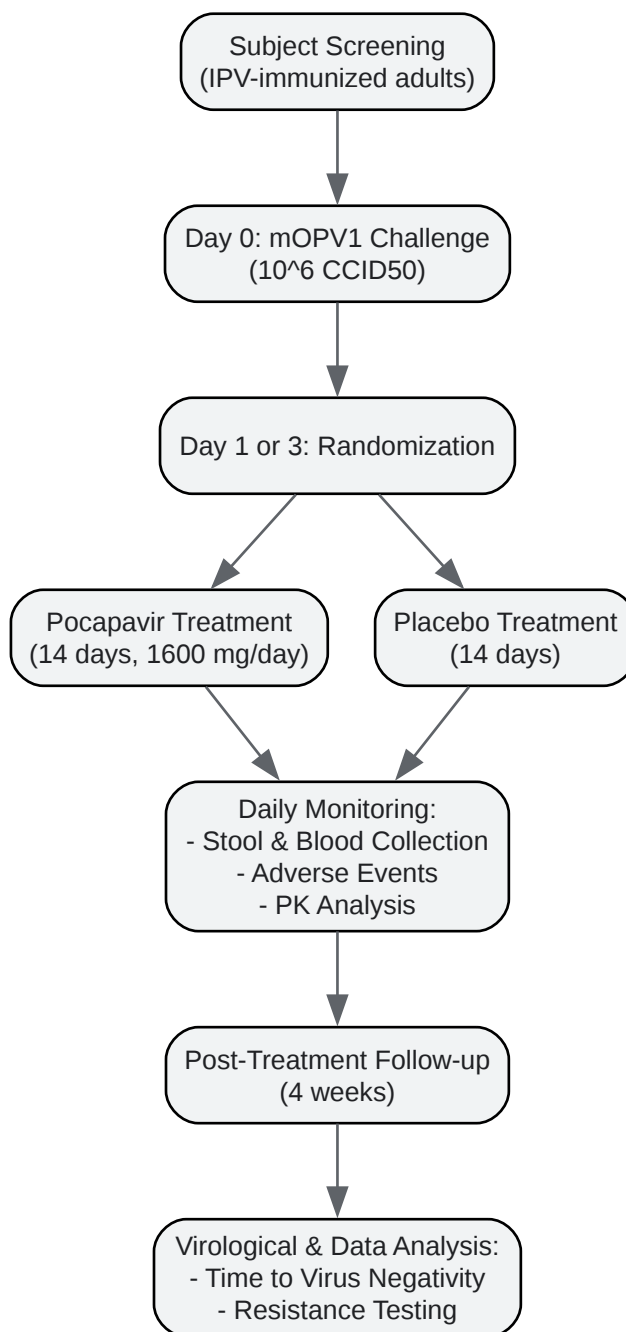 Subject Screening
(IPV-immunized adults)
Day 0: mOPV1 Challenge
(10^6 CCID50)
Day 1 or 3: Randomization
Pocapavir Treatment
(14 days, 1600 mg/day)
Placebo Treatment
(14 days)
Daily Monitoring:
- Stool & Blood Collection
- Adverse Events
- PK Analysis
Post-Treatment Follow-up
(4 weeks)
Virological & Data Analysis:
- Time to Virus Negativity
- Resistance Testing